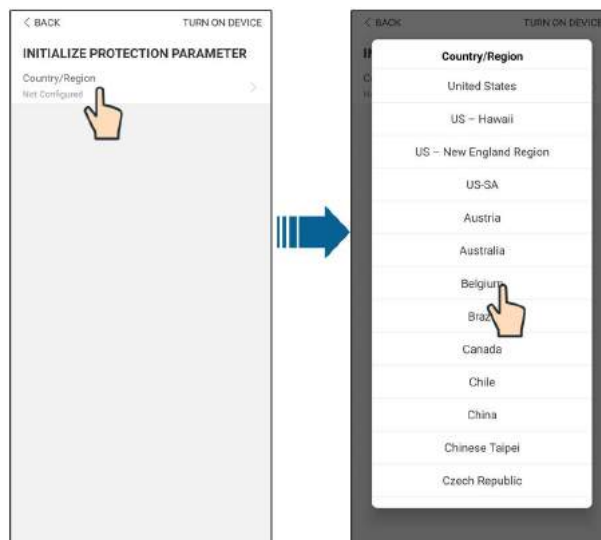 < BACK TURN ON DEVICE
INITIALIZE PROTECTION PARAMETER
Country/Region
Not Configured
< BACK TURN ON DEVICE
Country/Region
United States
US – Hawaii
US – New England Region
US-SA
Austria
Australia
Belgium
Canada
Chile
China
Chinese Taipei
Czech Republic